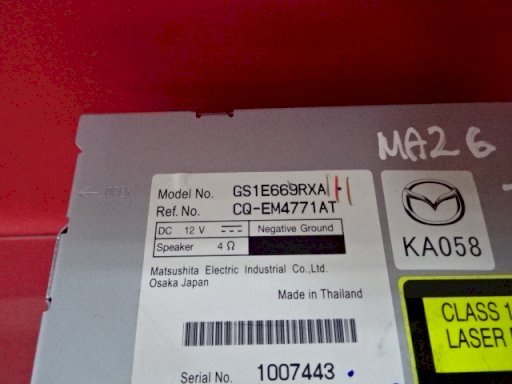 MA26
OPEN
Model No. GS1E669RXA
Ref. No. CQ-EM4771AT
DC 12 V Negative Ground
Speaker 4 Ω
Matsushita Electric Industrial Co.,Ltd.
Osaka Japan
Made in Thailand
Serial No. 1007443
KA058
CLASS 1
LASER